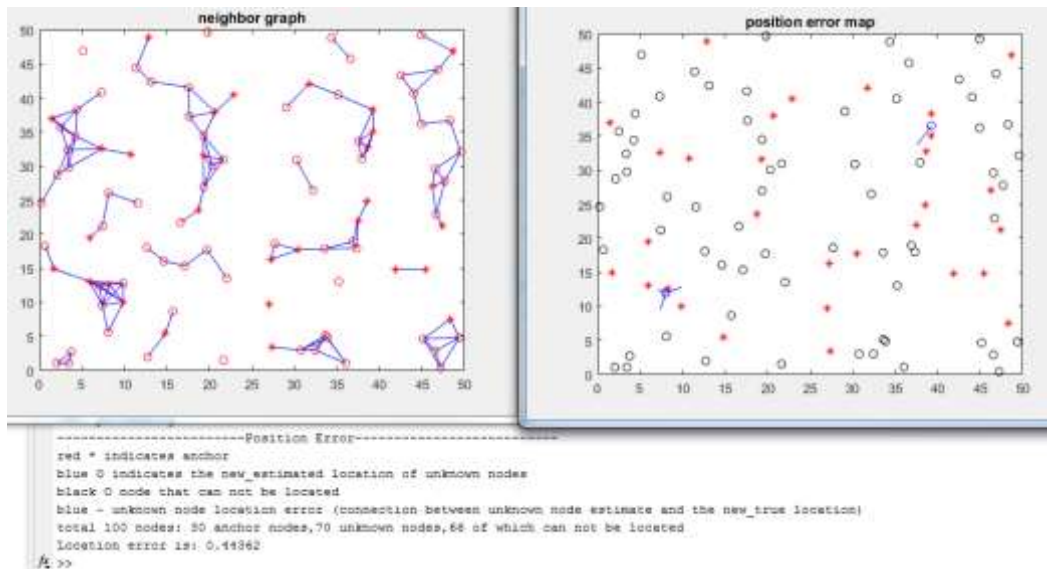 neighbor graph
50
45
40
35
30
25
20
15
10
5
0
0 5 10 15 20 25 30 35 40 45 50
position error map
50
45
40
35
30
25
20
15
10
5
0
0 5 10 15 20 25 30 35 40 45 50
------------------------Position Error--------------------------
red * indicates anchor
blue O indicates the new_estimated location of unknown nodes
black O node that can not be located
blue - unknown node location error (connection between unknown node estimate and the new_true location)
total 100 nodes: 30 anchor nodes,70 unknown nodes,68 of which can not be located
Location error is: 0.44362
fx >>